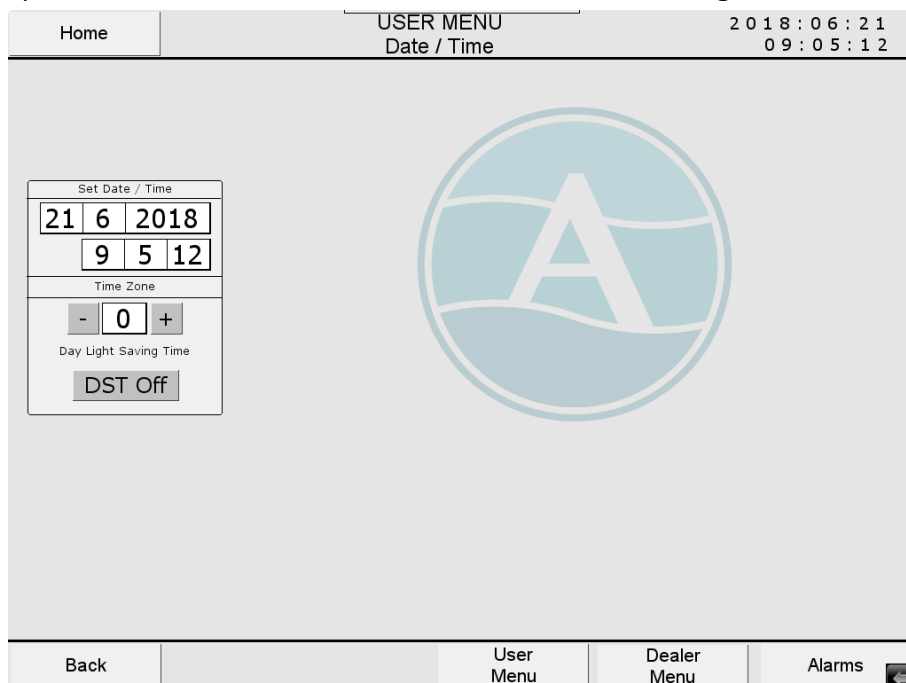 Home
USER MENU
Date / Time
2018:06:21
09:05:12
Set Date / Time
21 6 2018
9 5 12
Time Zone
- 0 +
Day Light Saving Time
DST Off
A
Back
User
Menu
Dealer
Menu
Alarms